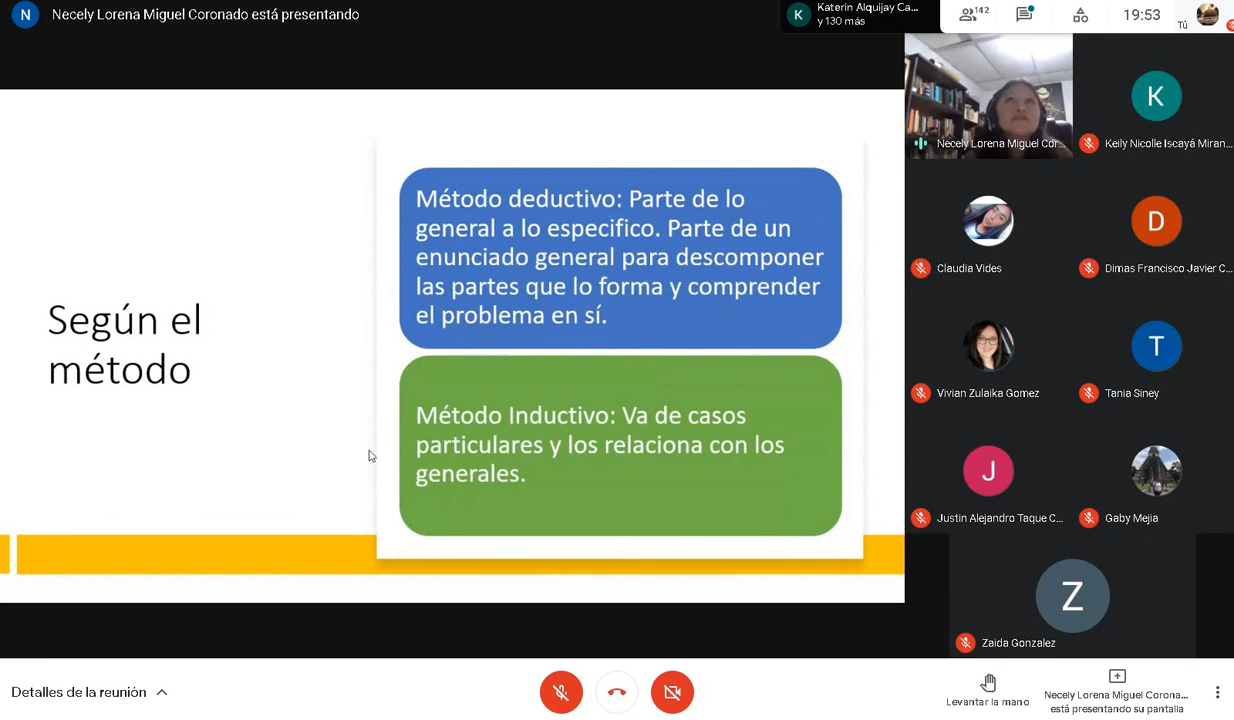 N Necely Lorena Miguel Coronado está presentando
K Katerin Alquijay Ca...
y 130 más
142
19:53
Tú
Según el
método
Método deductivo: Parte de lo
general a lo especifico. Parte de un
enunciado general para descomponer
las partes que lo forma y comprender
el problema en sí.
Método Inductivo: Va de casos
particulares y los relaciona con los
generales.
Necely Lorena Miguel Cor...
K
Keily Nicolle Iscayá Miran...
Claudia Vides
D
Dimas Francisco Javier C...
Vivian Zulaika Gomez
T
Tania Siney
J
Justin Alejandro Taque C...
Gaby Mejia
Z
Zaida Gonzalez
Detalles de la reunión
Levantar la mano
Necely Lorena Miguel Corona...
está presentando su pantalla